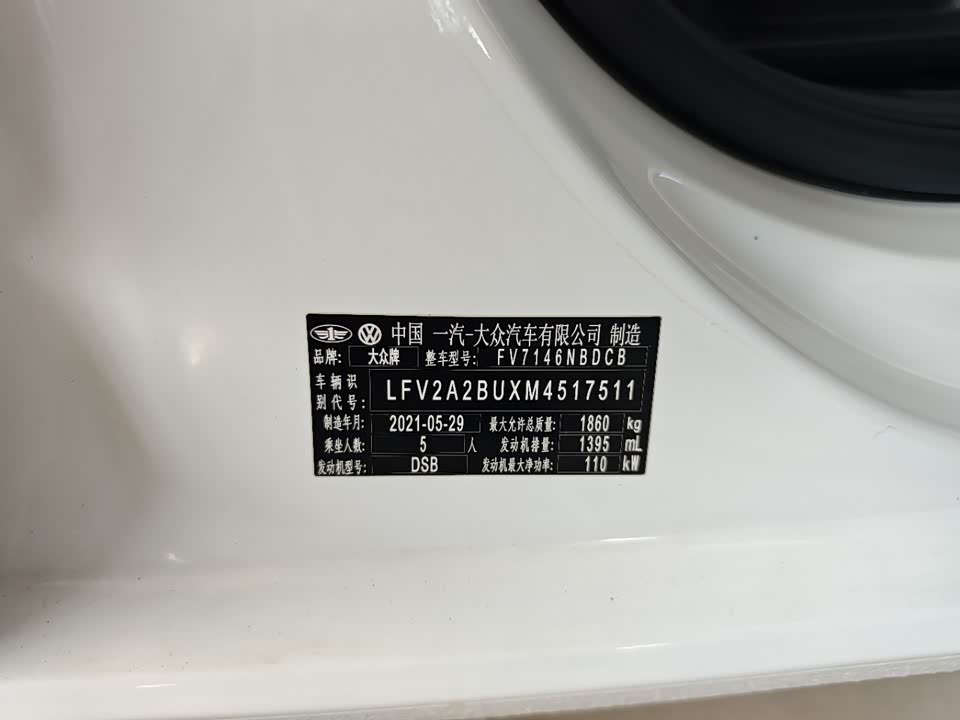 中国 一汽-大众汽车有限公司 制造
品牌: 大众牌 整车型号: FV7146NBDCB
车辆识别代号: LFV2A2BUXM4517511
制造年月: 2021-05-29 最大允许总质量: 1860 kg
乘坐人数: 5 人 发动机排量: 1395 mL
发动机型号: DSB 发动机最大净功率: 110 kW